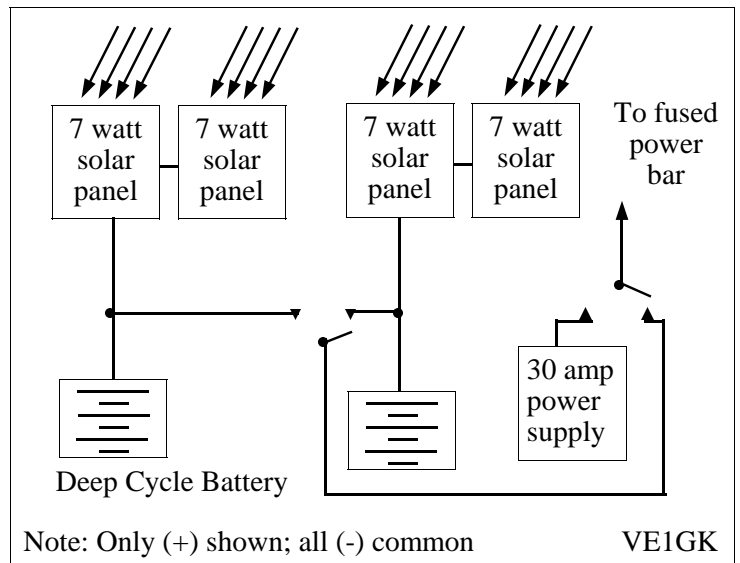 7 watt
solar
panel
7 watt
solar
panel
7 watt
solar
panel
7 watt
solar
panel
To fused
power
bar
30 amp
power
supply
Deep Cycle Battery
Note: Only (+) shown; all (-) common
VE1GK